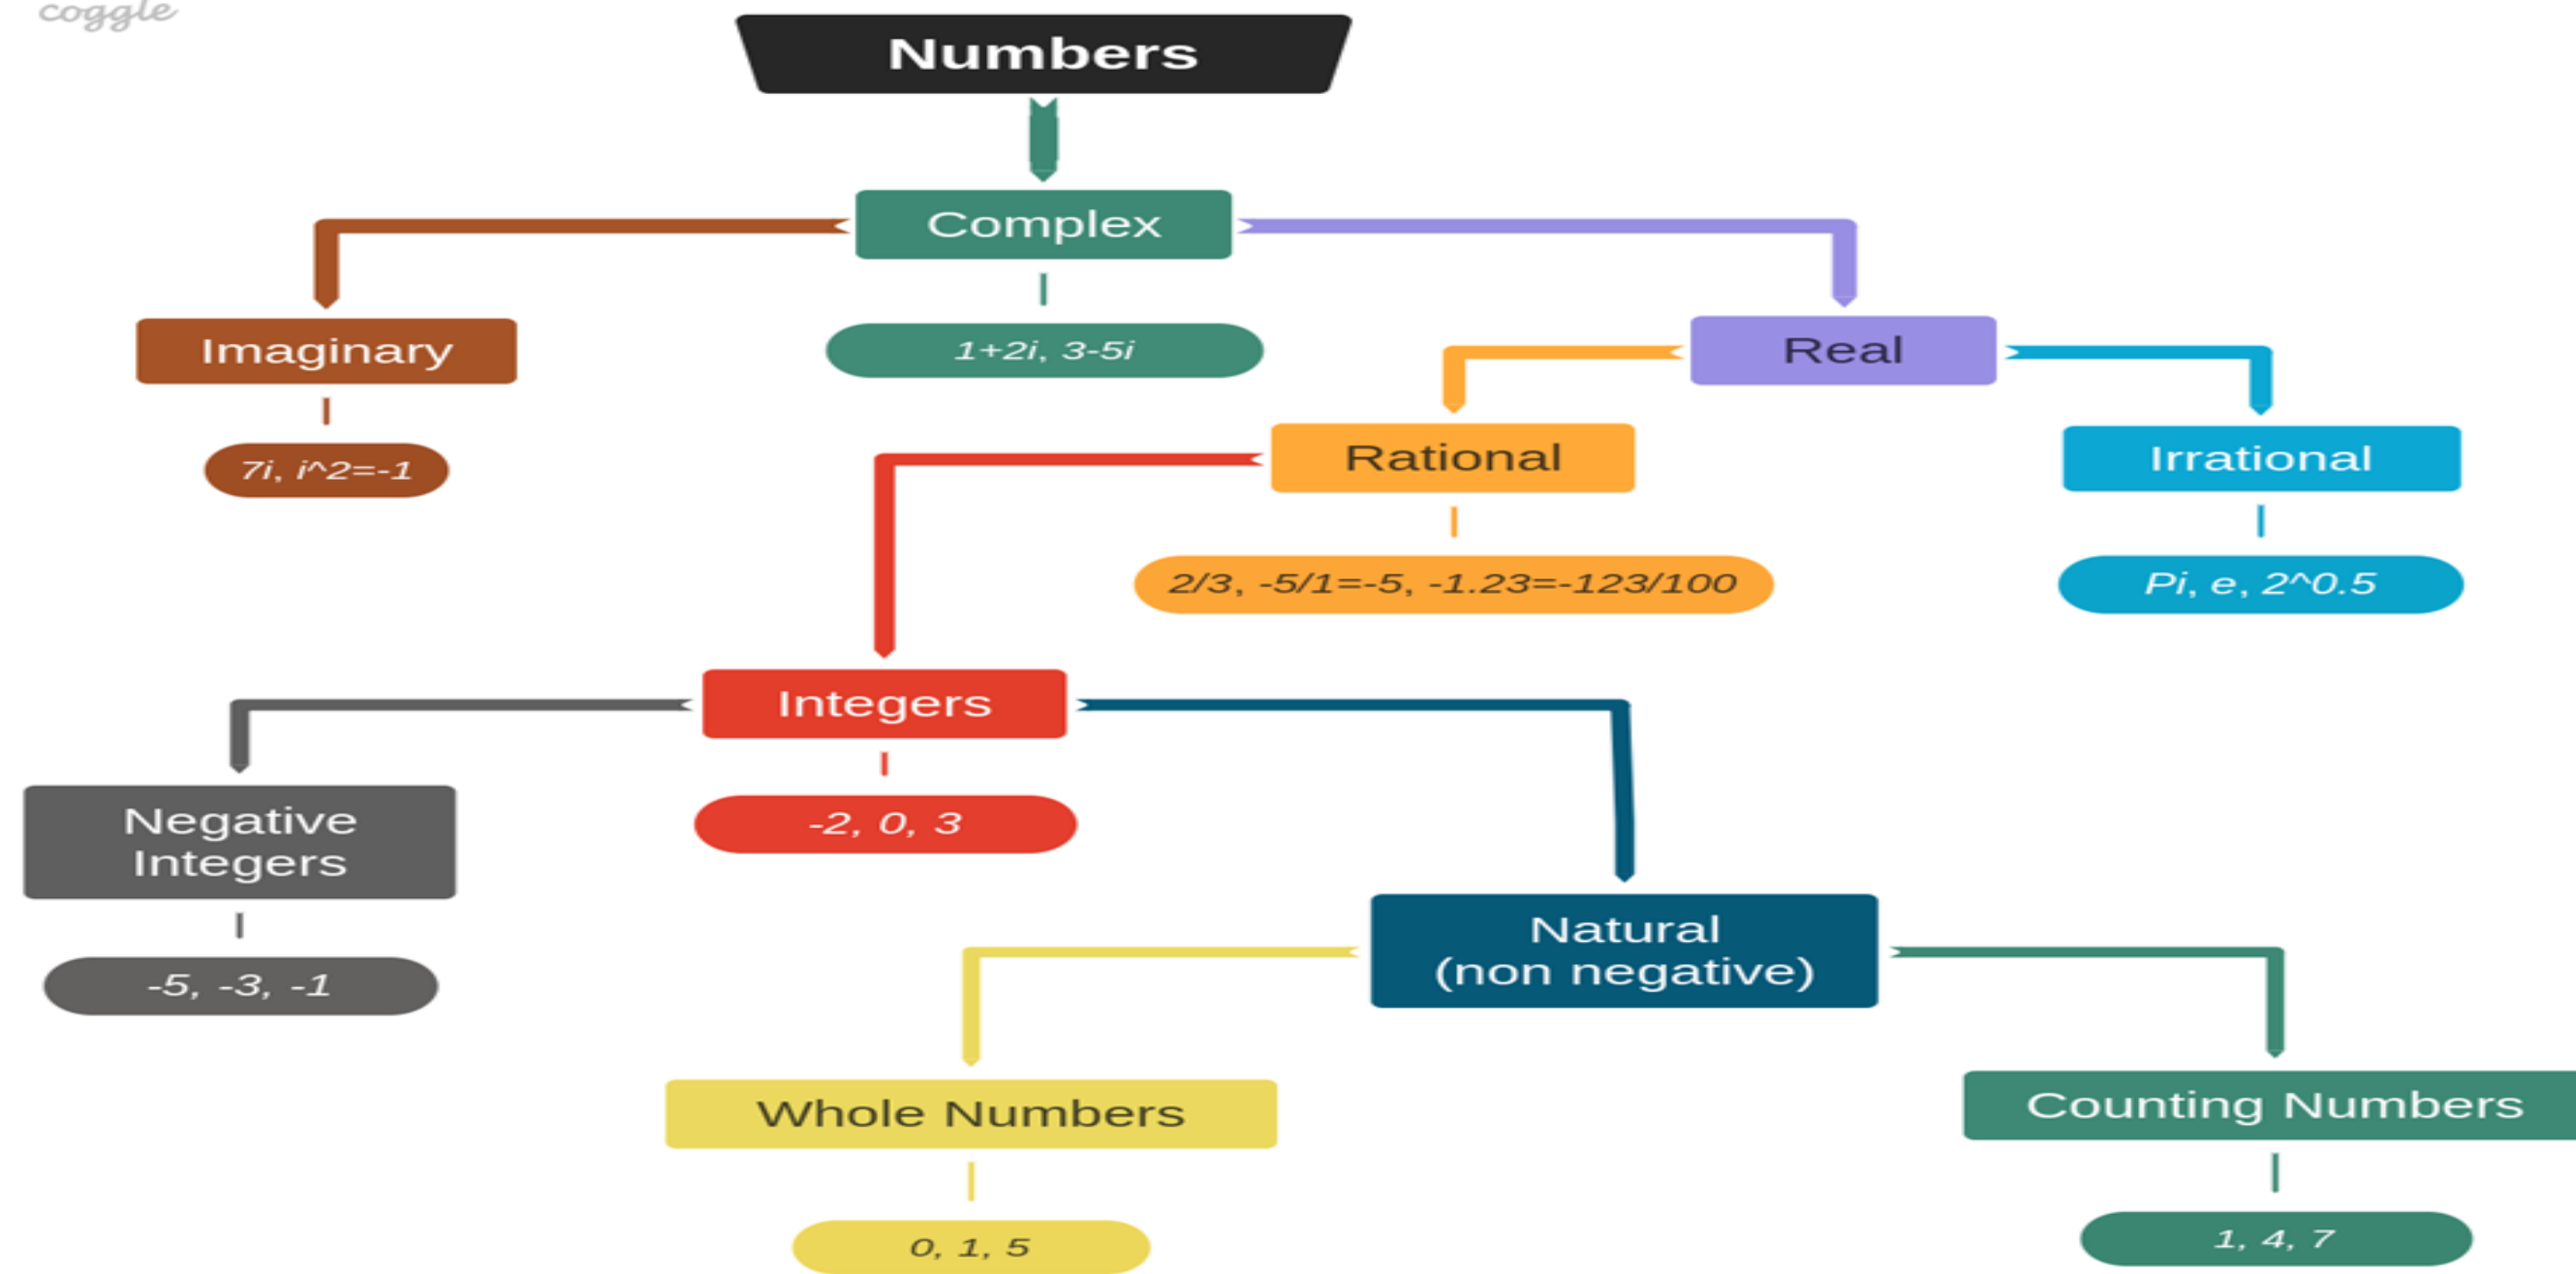 coggle
Numbers
Complex
1+2i, 3-5i
Imaginary
7i, i^2=-1
Real
Rational
2/3, -5/1=-5, -1.23=-123/100
Irrational
Pi, e, 2^0.5
Integers
-2, 0, 3
Negative
Integers
-5, -3, -1
Natural
(non negative)
Whole Numbers
0, 1, 5
Counting Numbers
1, 4, 7